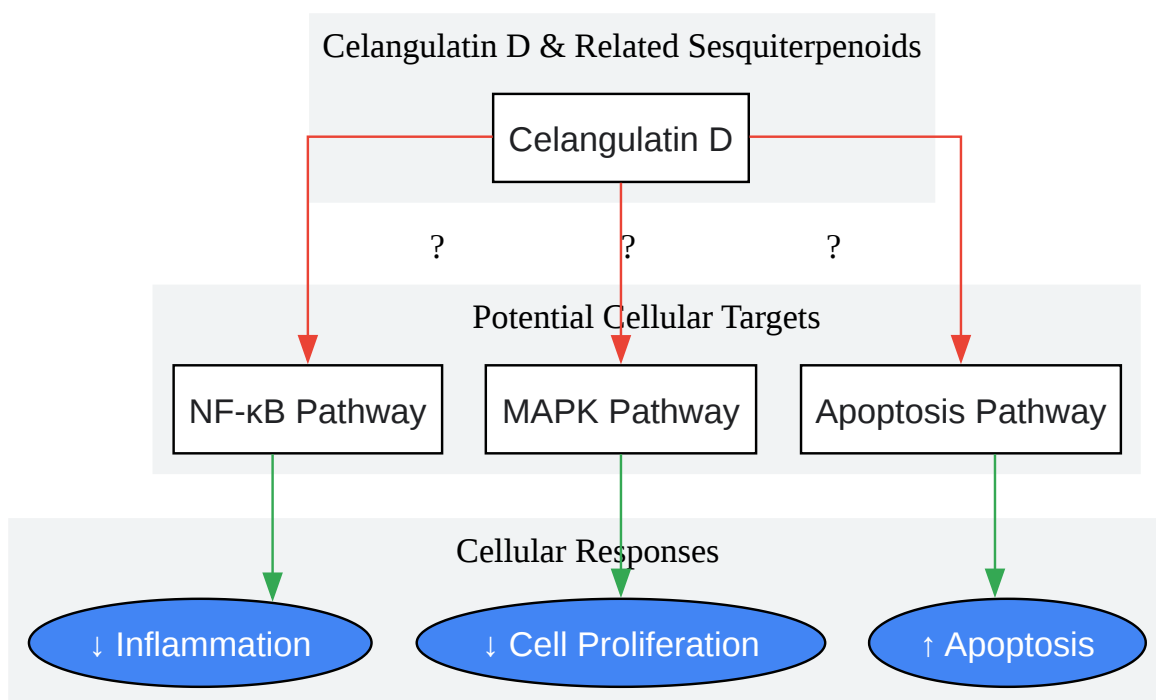 Celangulatin D & Related Sesquiterpenoids
Celangulatin D
? ? ?
Potential Cellular Targets
NF-κB Pathway
MAPK Pathway
Apoptosis Pathway
Cellular Responses
↓ Inflammation
↓ Cell Proliferation
↑ Apoptosis